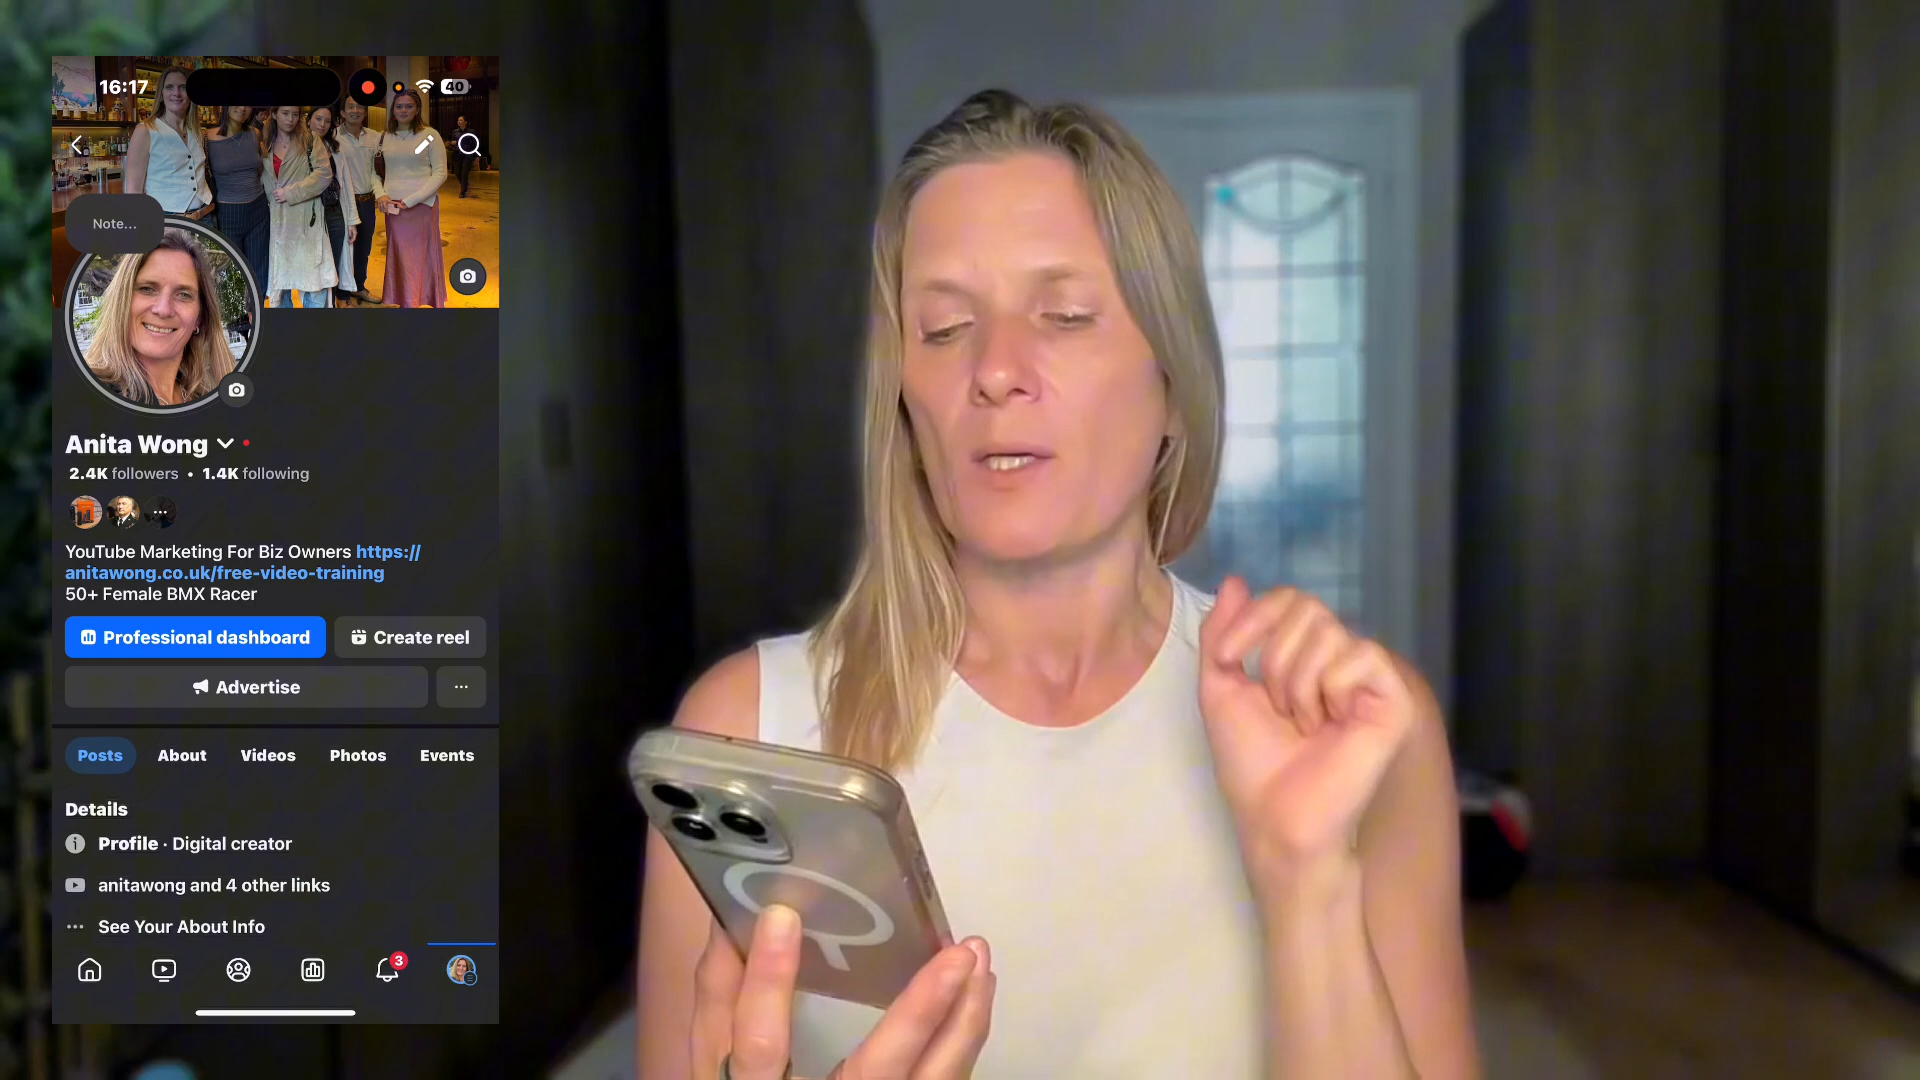 16:17
40
Note...
Anita Wong
2.4K followers • 1.4K following
YouTube Marketing For Biz Owners https://
anitawong.co.uk/free-video-training
50+ Female BMX Racer
Professional dashboard
Create reel
Advertise
Posts
About
Videos
Photos
Events
Details
Profile · Digital creator
anitawong and 4 other links
See Your About Info
3